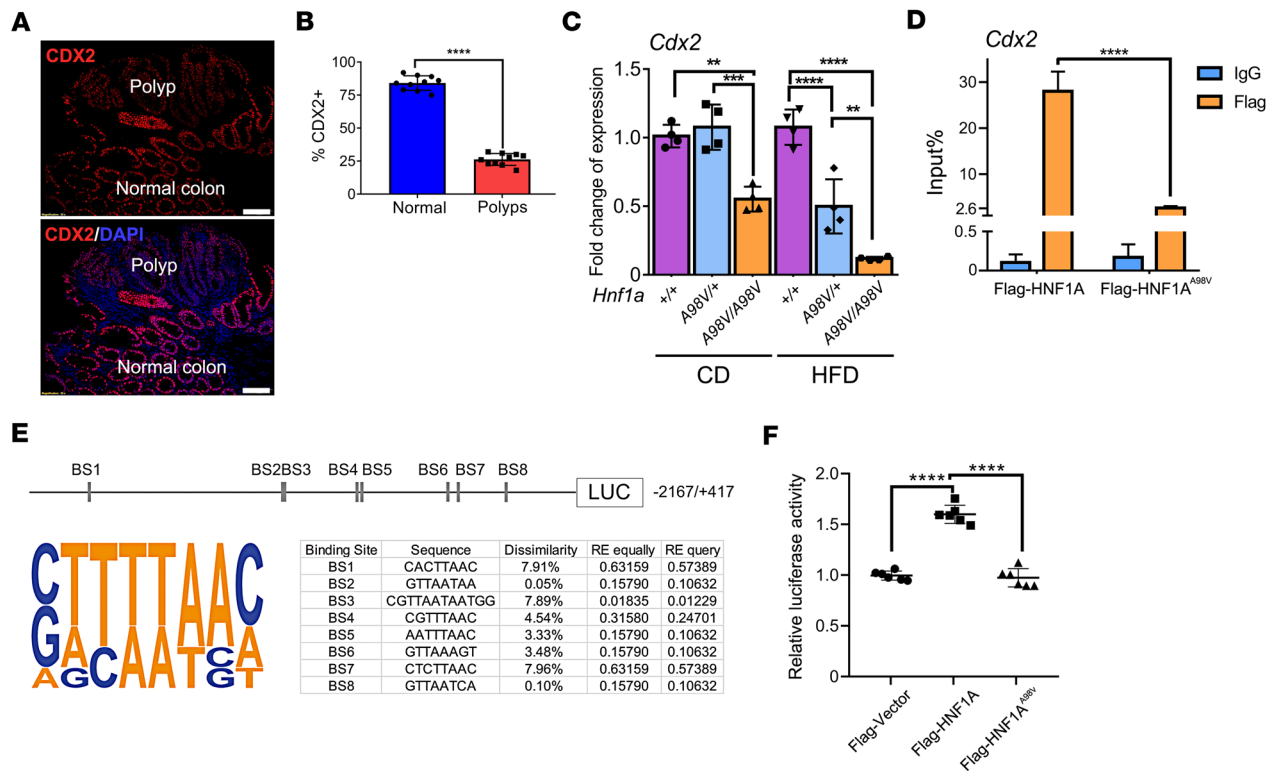 A
CDX2
Polyp
Normal colon
CDX2/DAPI
Polyp
Normal colon
B
****
% CDX2+
100
75
50
25
0
Normal Polyps
C
Cdx2
** ****
*** ****
**
Fold change of expression
1.5
1.0
0.5
0
Hnf1a +/+ A98V/+ A98V/A98V +/+ A98V/+ A98V/A98V
CD HFD
D
Cdx2
****
IgG
Flag
Input%
30
20
10
2.6
0.5
0
Flag-HNF1A Flag-HNF1A^A98V
E
BS1 BS2BS3 BS4 BS5 BS6 BS7 BS8
LUC -2167/+417
C T T T T A A C
G A C A A T C A
A G G T
Binding Site Sequence Dissimilarity RE equally RE query
BS1 CACTTAAC 7.91% 0.63159 0.57389
BS2 GTTAATAA 0.05% 0.15790 0.10632
BS3 CGTTAATAATGG 7.89% 0.01835 0.01229
BS4 CGTTTAAC 4.54% 0.31580 0.24701
BS5 AATTTAAC 3.33% 0.15790 0.10632
BS6 GTTAAAGT 3.48% 0.15790 0.10632
BS7 CTCTTAAC 7.96% 0.63159 0.57389
BS8 GTTAATCA 0.10% 0.15790 0.10632
F
**** ****
Relative luciferase activity
2.0
1.5
1.0
0.5
0
Flag-Vector Flag-HNF1A Flag-HNF1A^A98V